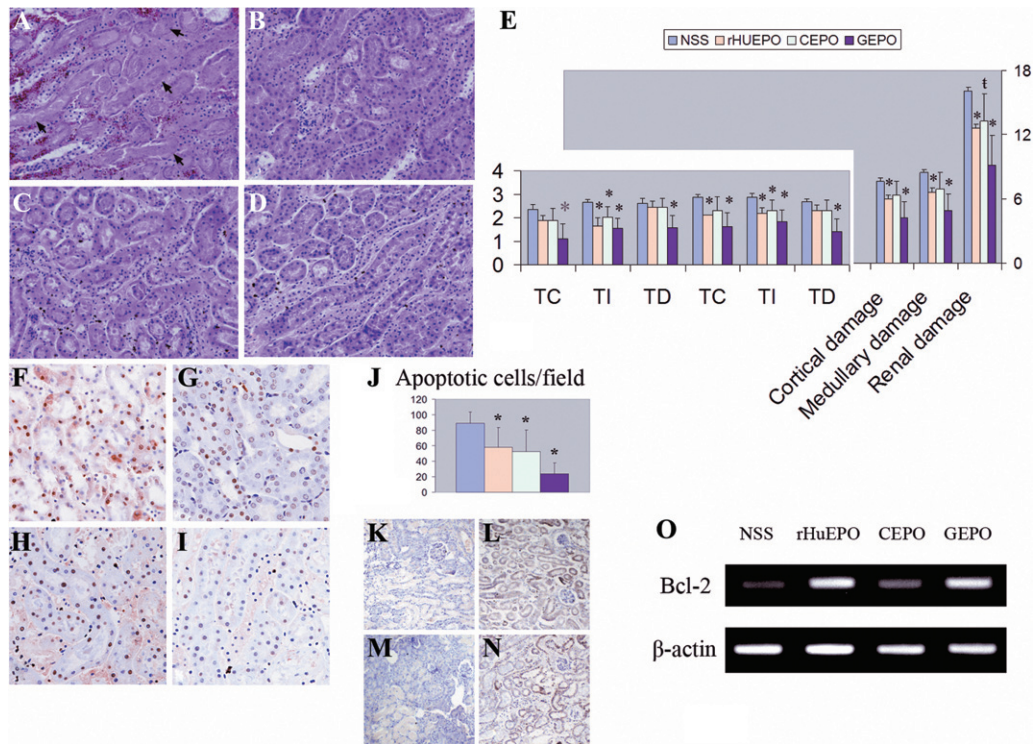 A
B
C
D
E
NSS rHUEPO CEPO GEPO
18
12
6
0
t
* * * * * * * * * * * * * * * * * *
4
3
2
1
0
TC TI TD TC TI TD
Cortical damage
Medullary damage
Renal damage
F
G
H
I
J Apoptotic cells/field
120
100
80
60
40
20
0
* * *
K
L
M
N
O
NSS rHuEPO CEPO GEPO
Bcl-2
β-actin